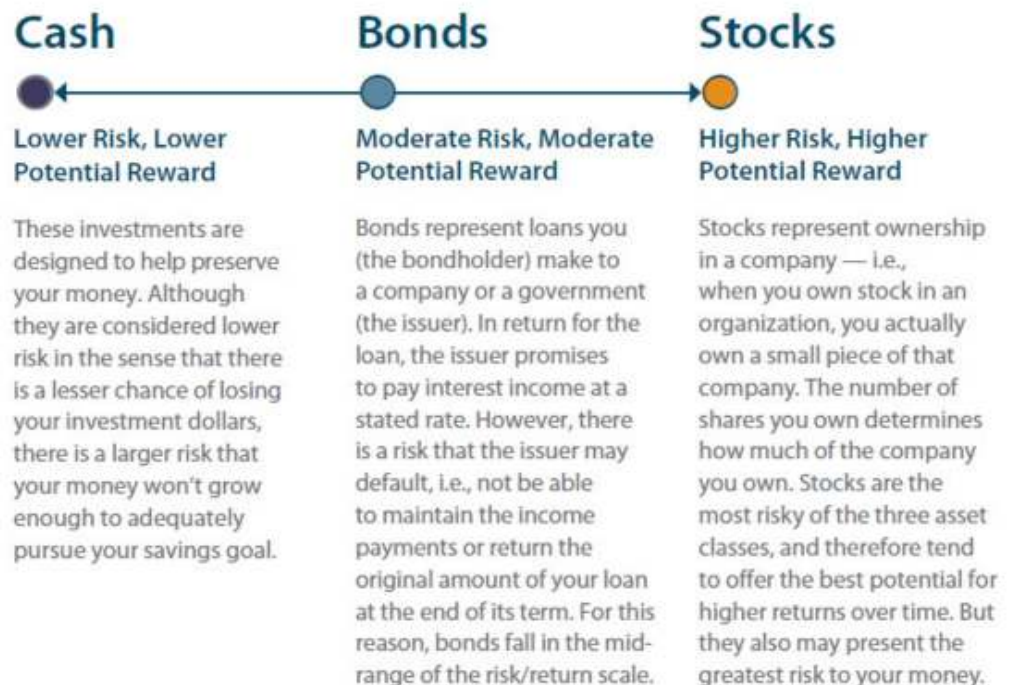 Cash
Lower Risk, Lower
Potential Reward
These investments are
designed to help preserve
your money. Although
they are considered lower
risk in the sense that there
is a lesser chance of losing
your investment dollars,
there is a larger risk that
your money won't grow
enough to adequately
pursue your savings goal.
Bonds
Moderate Risk, Moderate
Potential Reward
Bonds represent loans you
(the bondholder) make to
a company or a government
(the issuer). In return for the
loan, the issuer promises
to pay interest income at a
stated rate. However, there
is a risk that the issuer may
default, i.e., not be able
to maintain the income
payments or return the
original amount of your loan
at the end of its term. For this
reason, bonds fall in the mid-
range of the risk/return scale.
Stocks
Higher Risk, Higher
Potential Reward
Stocks represent ownership
in a company — i.e.,
when you own stock in an
organization, you actually
own a small piece of that
company. The number of
shares you own determines
how much of the company
you own. Stocks are the
most risky of the three asset
classes, and therefore tend
to offer the best potential for
higher returns over time. But
they also may present the
greatest risk to your money.